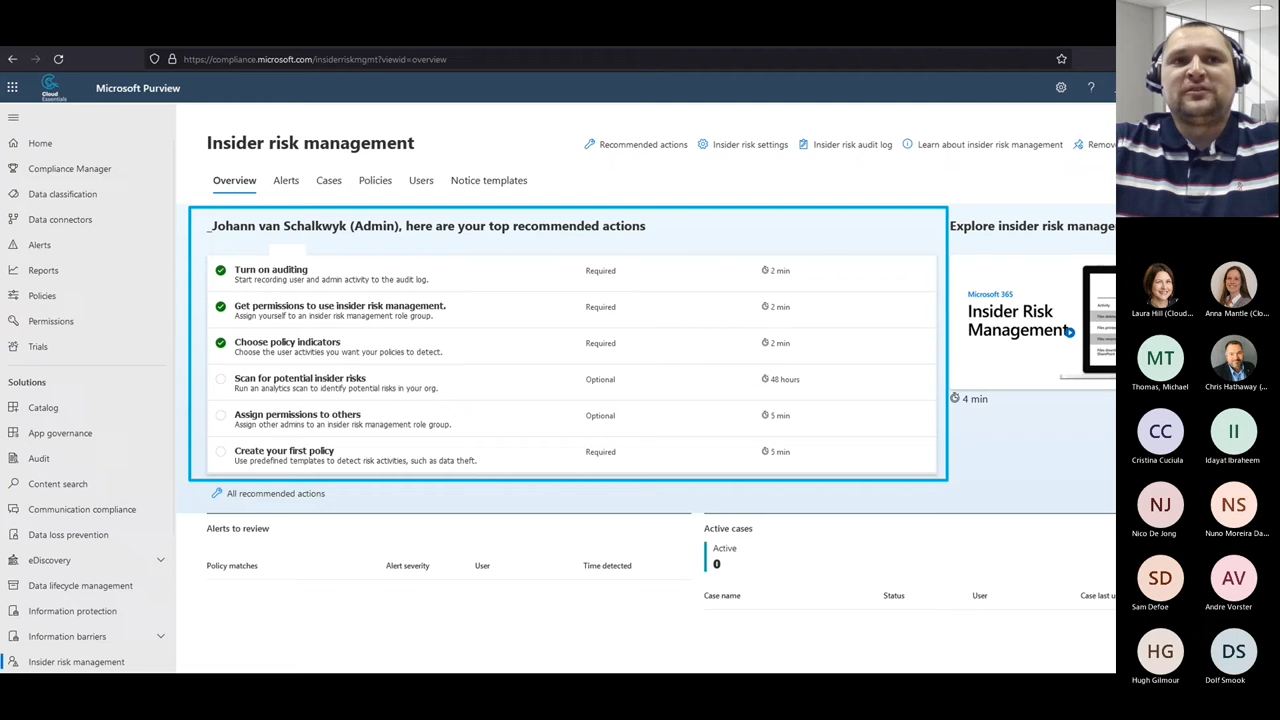 https://compliance.microsoft.com/insiderriskmgmt?viewid=overview
Cloud
Essentials
Microsoft Purview
?
Home
Compliance Manager
Data classification
Data connectors
Alerts
Reports
Policies
Permissions
Trials
Solutions
Catalog
App governance
Audit
Content search
Communication compliance
Data loss prevention
eDiscovery
Data lifecycle management
Information protection
Information barriers
Insider risk management
Insider risk management
Recommended actions
Insider risk settings
Insider risk audit log
Learn about insider risk management
Remov
Overview
Alerts
Cases
Policies
Users
Notice templates
_Johann van Schalkwyk (Admin), here are your top recommended actions
Turn on auditing Required 2 min
Start recording user and admin activity to the audit log.
Get permissions to use insider risk management. Required 2 min
Assign yourself to an insider risk management role group.
Choose policy indicators Required 2 min
Choose the user activities you want your policies to detect.
Scan for potential insider risks Optional 48 hours
Run an analytics scan to identify potential risks in your org.
Assign permissions to others Optional 5 min
Assign other admins to an insider risk management role group.
Create your first policy Required 5 min
Use predefined templates to detect risk activities, such as data theft.
All recommended actions
Explore insider risk manage
Microsoft 365
Insider Risk
Management
Activity
4 min
Alerts to review
Policy matches Alert severity User Time detected
Active cases
Active
0
Case name Status User Case last u
Laura Hill (Cloud...
Anna Mantle (Clo...
MT
Thomas, Michael
Chris Hathaway (...
CC
Cristina Cuciula
II
Idayat Ibraheem
NJ
Nico De Jong
NS
Nuno Moreira Da...
SD
Sam Defoe
AV
Andre Vorster
HG
Hugh Gilmour
DS
Dolf Smook